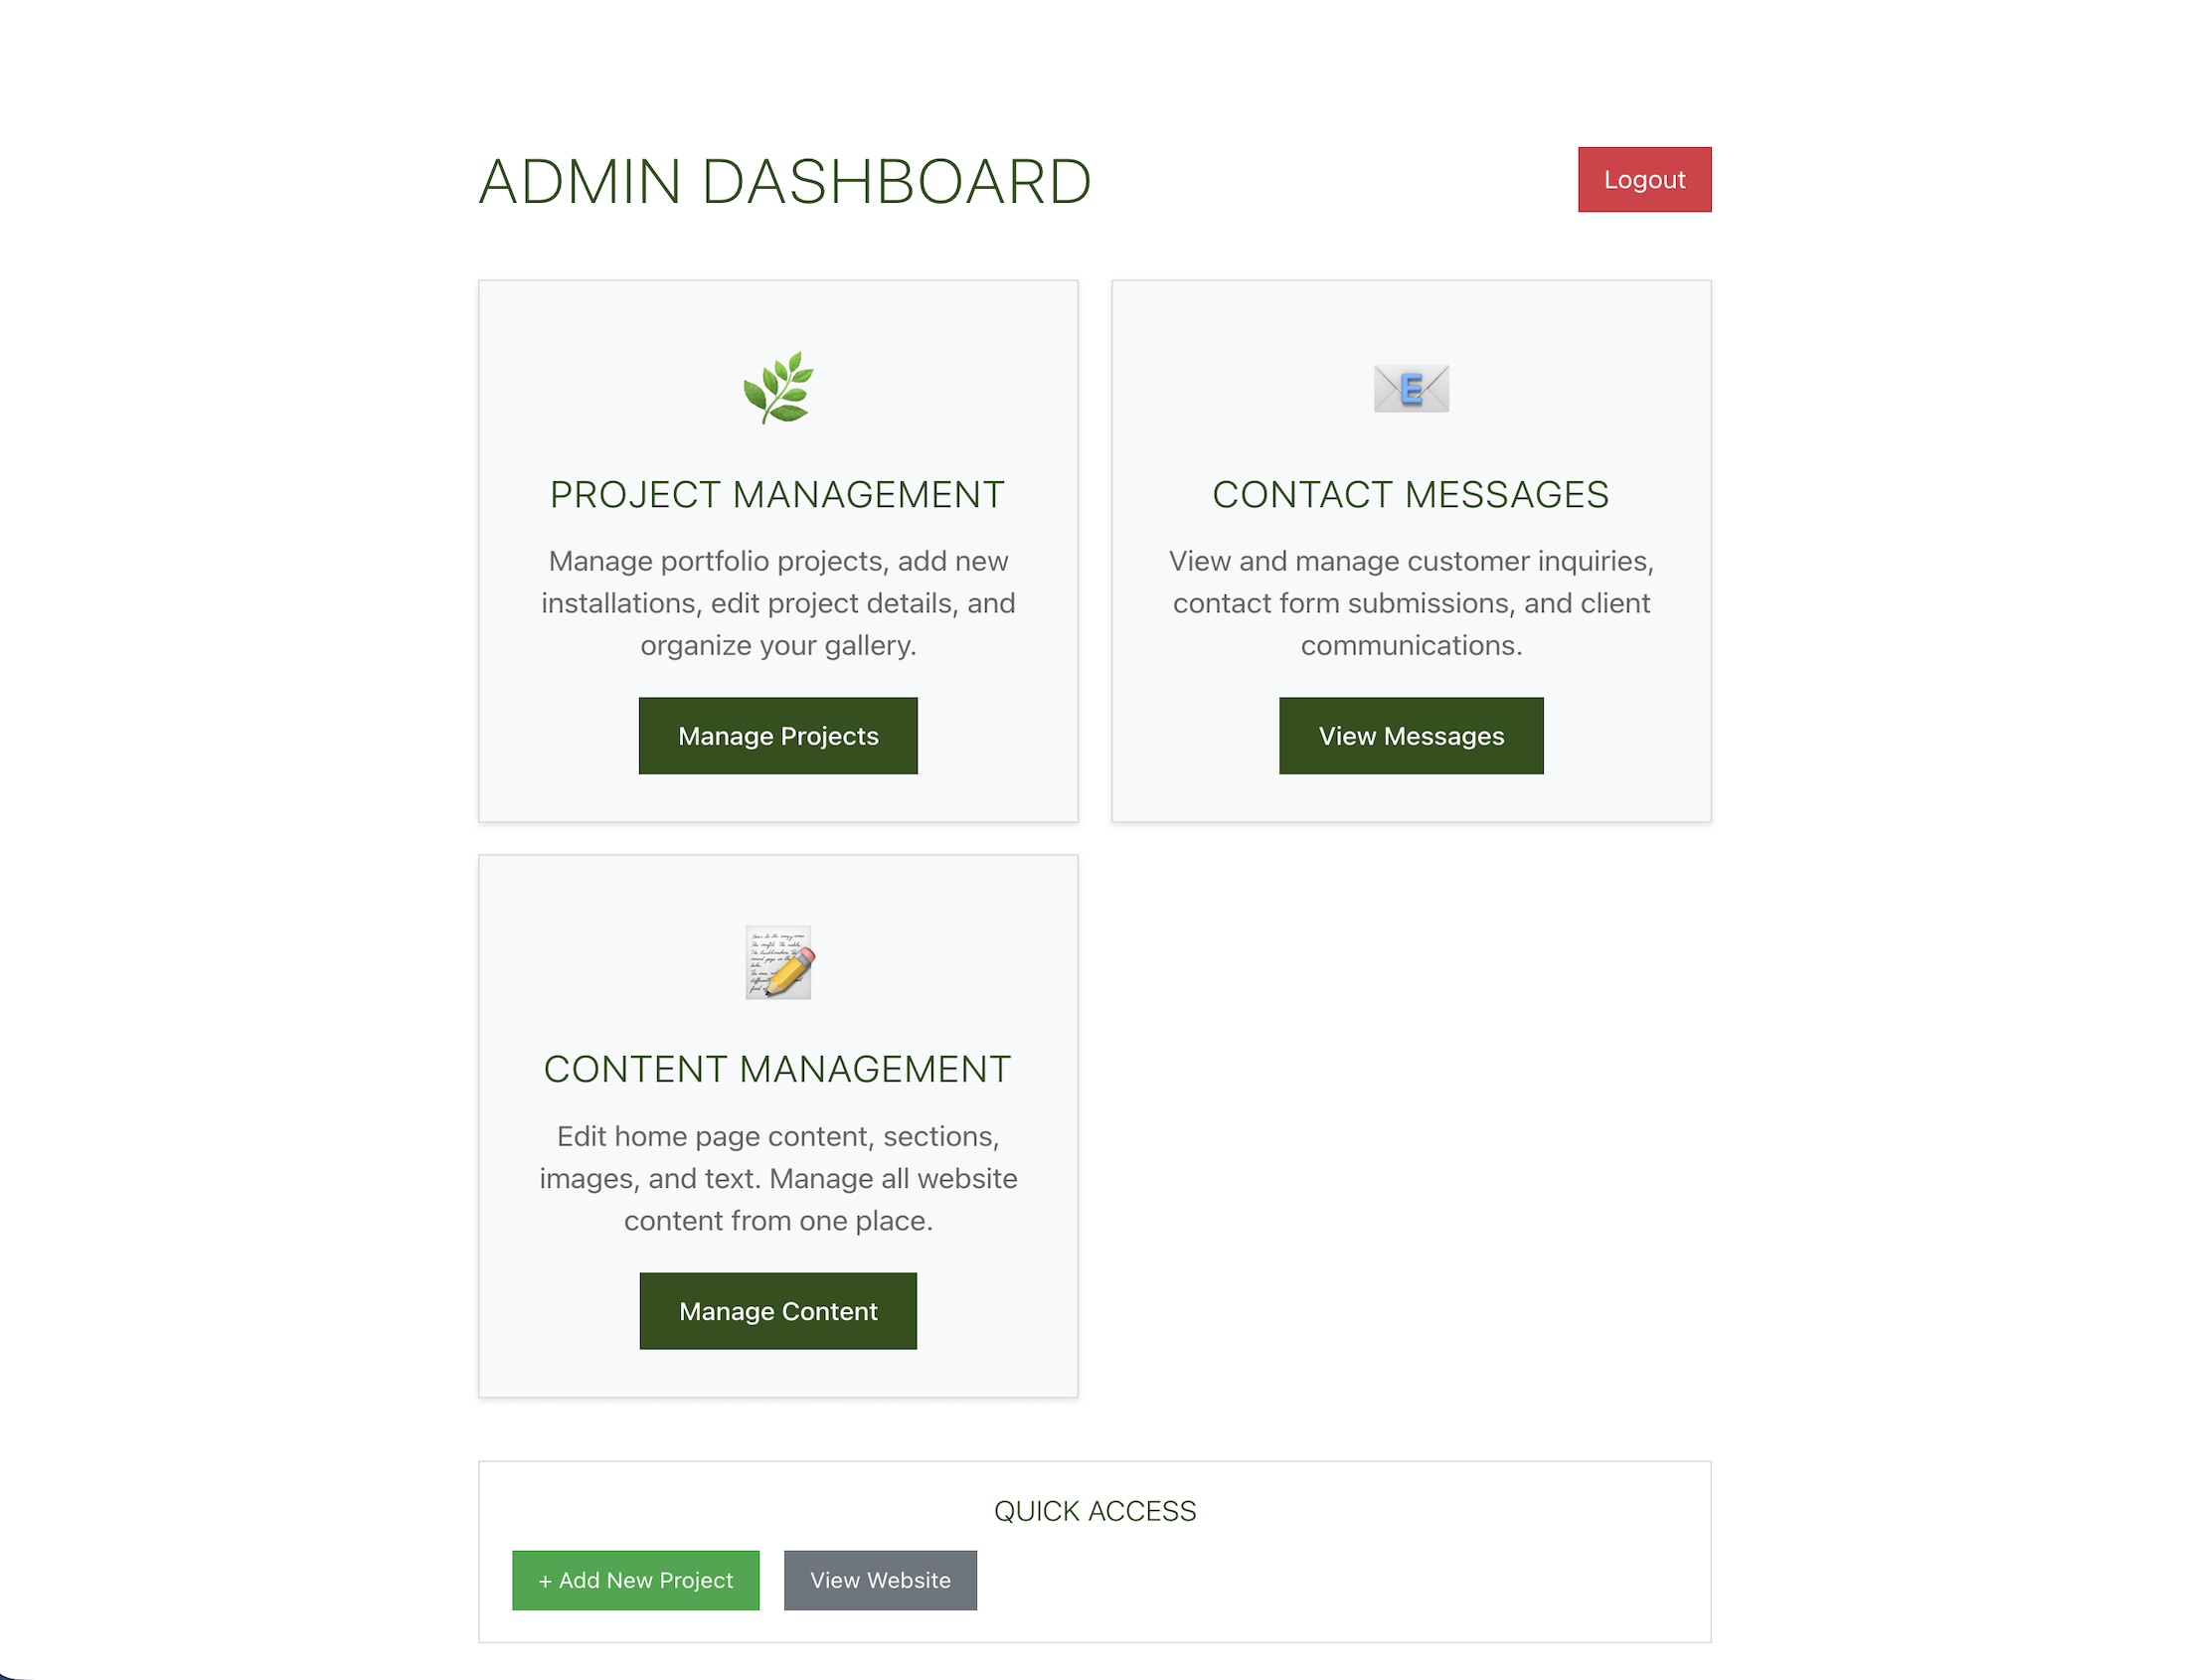 ADMIN DASHBOARD
Logout
PROJECT MANAGEMENT
Manage portfolio projects, add new
installations, edit project details, and
organize your gallery.
Manage Projects
E
CONTACT MESSAGES
View and manage customer inquiries,
contact form submissions, and client
communications.
View Messages
CONTENT MANAGEMENT
Edit home page content, sections,
images, and text. Manage all website
content from one place.
Manage Content
QUICK ACCESS
+ Add New Project
View Website